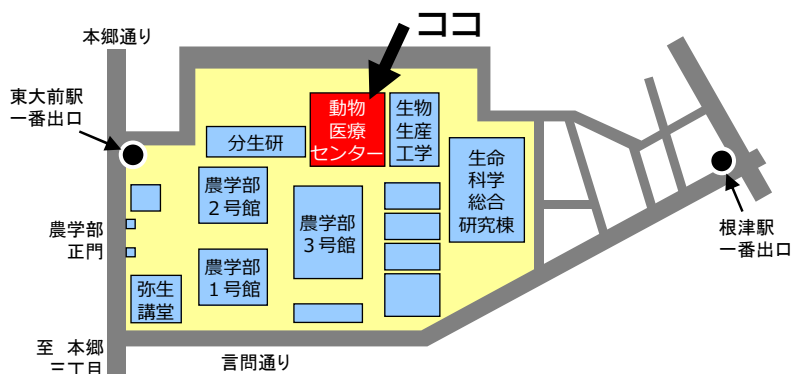 本郷通り
ココ
東大前駅
一番出口
動物
医療
センター
生物
生産
工学
分生研
生命
科学
総合
研究棟
農学部
2号館
農学部
3号館
農学部
正門
根津駅
一番出口
農学部
1号館
弥生
講堂
至 本郷
三丁目
言問通り